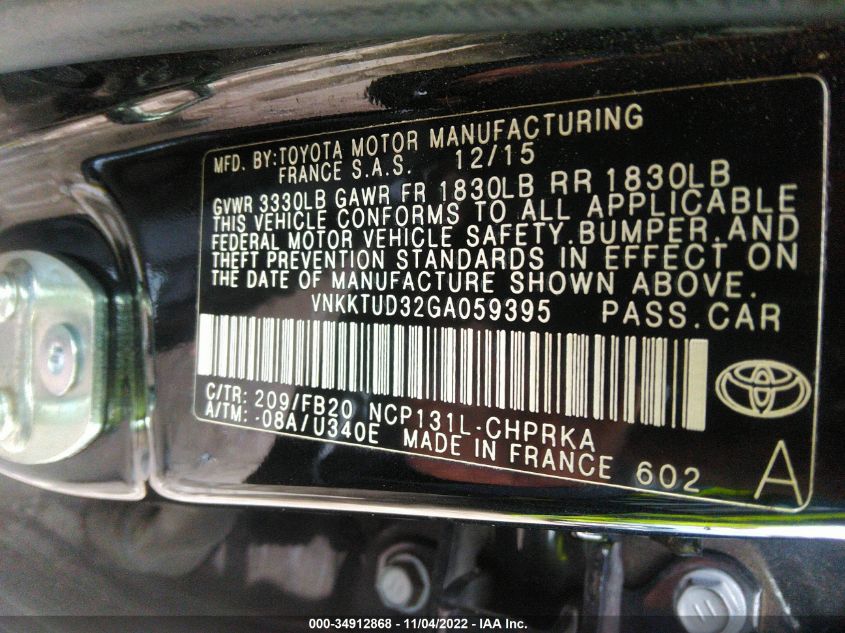 MFD. BY:TOYOTA MOTOR MANUFACTURING
FRANCE S.A.S. 12/15
GVWR 3330LB GAWR FR 1830LB RR 1830LB
THIS VEHICLE CONFORMS TO ALL APPLICABLE
FEDERAL MOTOR VEHICLE SAFETY,BUMPER,AND
THEFT PREVENTION STANDARDS IN EFFECT ON
THE DATE OF MANUFACTURE SHOWN ABOVE.
VNKKTUD32GA059395 PASS.CAR
C/TR: 209/FB20 NCP131L-CHPRKA
A/TM: -08A/U340E MADE IN FRANCE 602
A
000-34912868 - 11/04/2022 - IAA Inc.